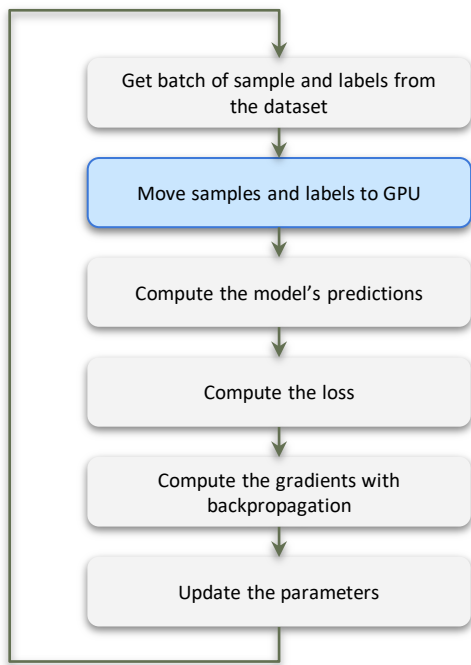 Get batch of sample and labels from
the dataset
Move samples and labels to GPU
Compute the model’s predictions
Compute the loss
Compute the gradients with
backpropagation
Update the parameters